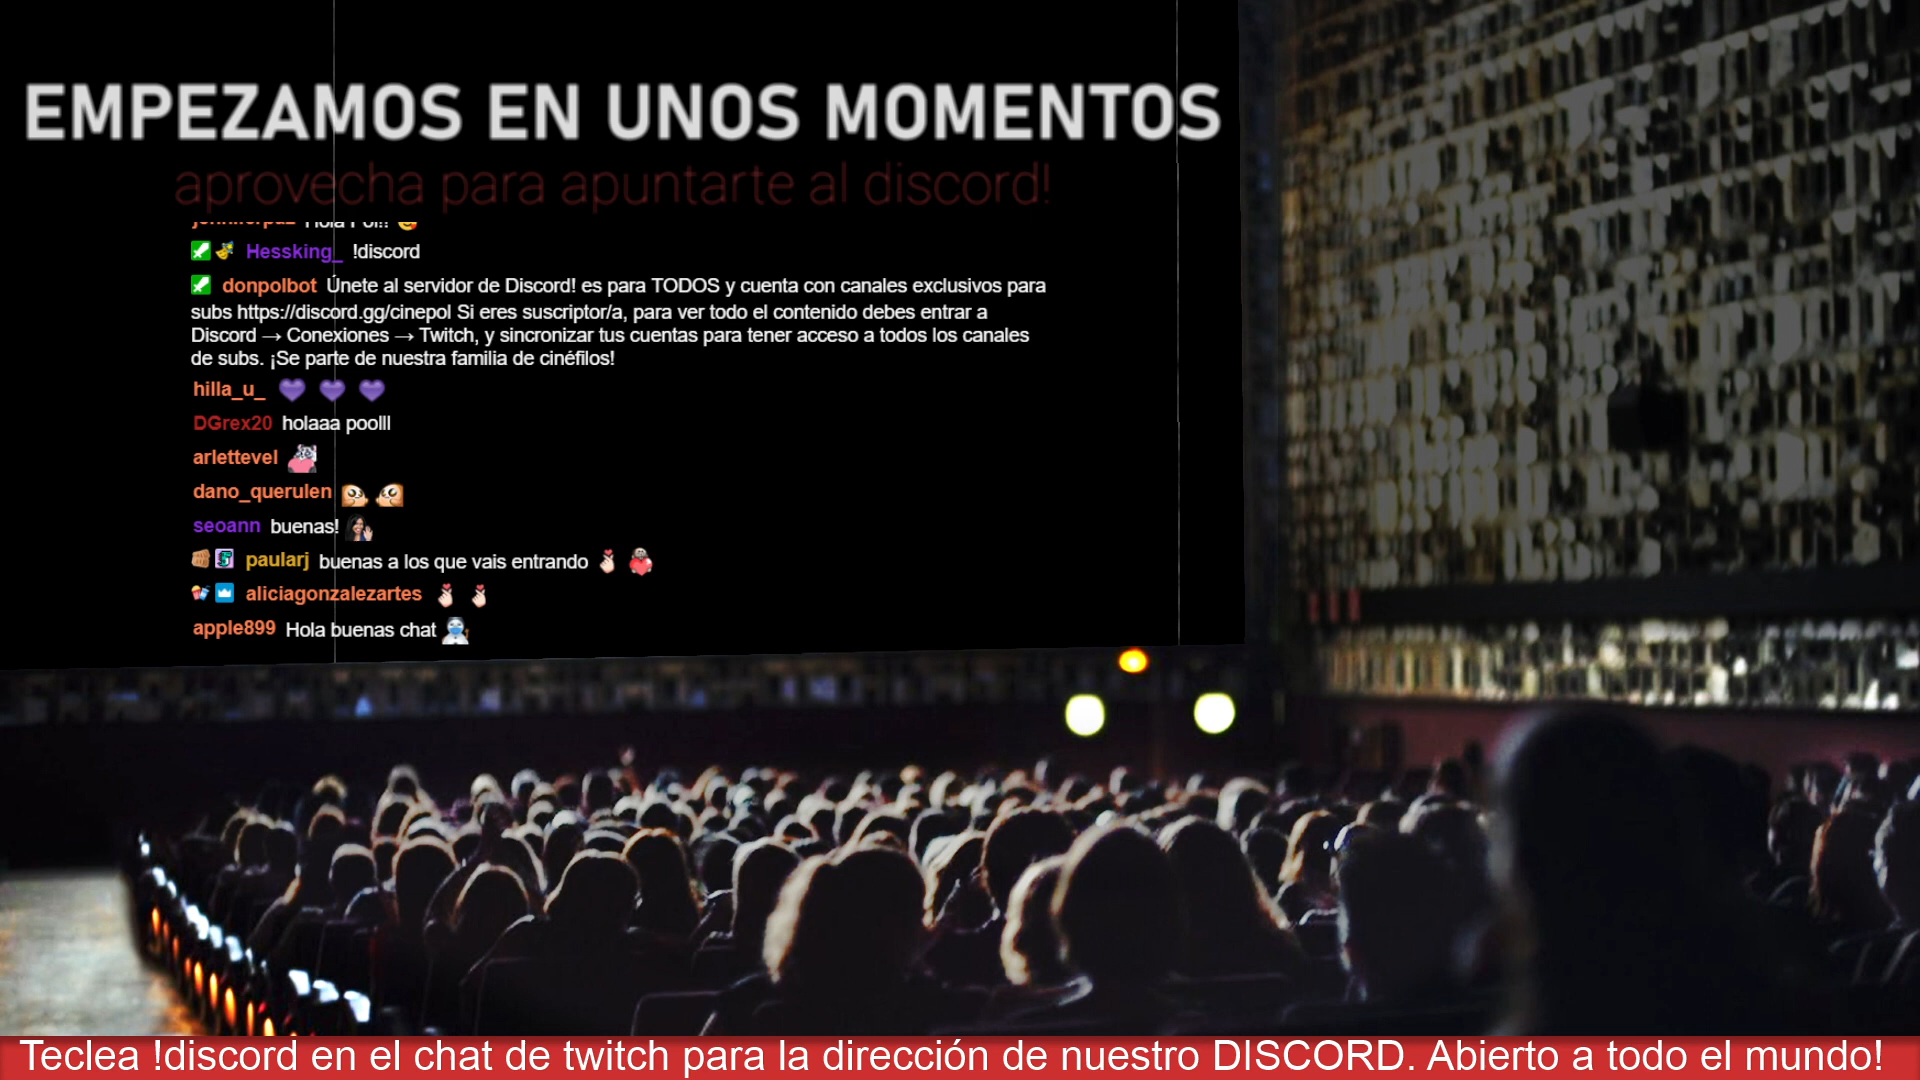 EMPEZAMOS EN UNOS MOMENTOS
aprovecha para apuntarte al discord!
Hola Pol!!
Hessking_ !discord
donpolbot Únete al servidor de Discord! es para TODOS y cuenta con canales exclusivos para
subs https://discord.gg/cinepol Si eres suscriptor/a, para ver todo el contenido debes entrar a
Discord → Conexiones → Twitch, y sincronizar tus cuentas para tener acceso a todos los canales
de subs. ¡Se parte de nuestra familia de cinéfilos!
hilla_u_ 💜 💜 💜
DGrex20 holaaa poolll
arlettevel
dano_querulen
seoann buenas!
paularj buenas a los que vais entrando
aliciagonzalezartes
apple899 Hola buenas chat
Teclea !discord en el chat de twitch para la dirección de nuestro DISCORD. Abierto a todo el mundo!